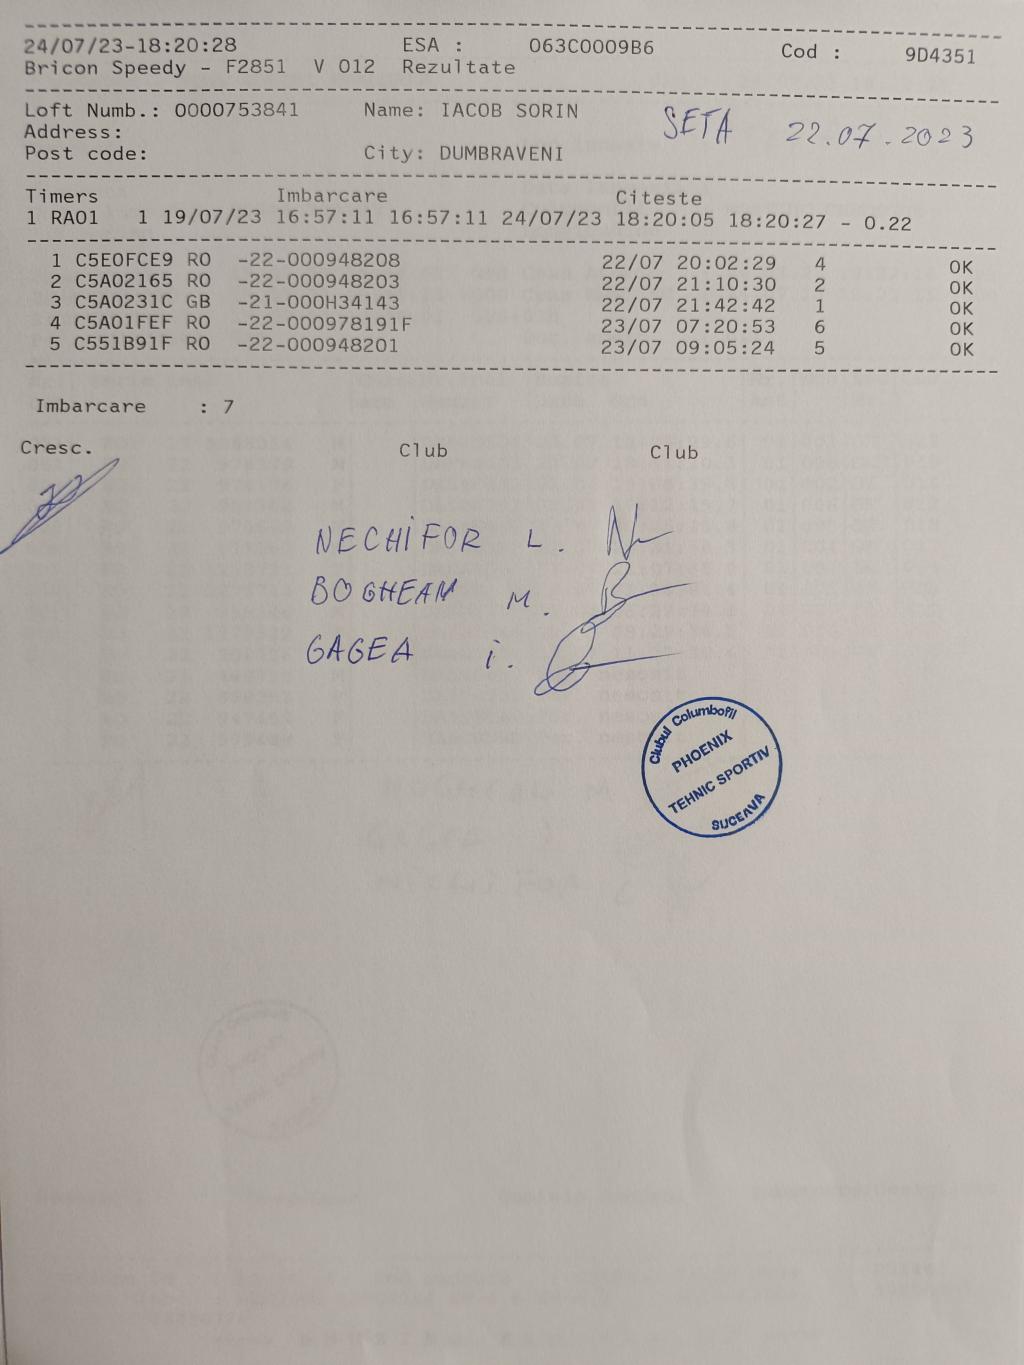 24/07/23-18:20:28 ESA : 063C0009B6 Cod : 9D4351
Bricon Speedy - F2851 V 012 Rezultate
Loft Numb.: 0000753841 Name: IACOB SORIN
SETA 22.07.2023
Address:
Post code: City: DUMBRAVENI
Timers Imbarcare Citeste
1 RA01 1 19/07/23 16:57:11 16:57:11 24/07/23 18:20:05 18:20:27 - 0.22
1 C5E0FCE9 RO -22-000948208 22/07 20:02:29 4 OK
2 C5A02165 RO -22-000948203 22/07 21:10:30 2 OK
3 C5A0231C GB -21-000H34143 22/07 21:42:42 1 OK
4 C5A01FEF RO -22-000978191F 23/07 07:20:53 6 OK
5 C551B91F RO -22-000948201 23/07 09:05:24 5 OK
Imbarcare : 7
Cresc. Club Club
NECHIFOR L.
BOGHEAN M.
GAGEA i.
Clubul Columbofil
PHOENIX
TEHNIC SPORTIV
SUCEAVA